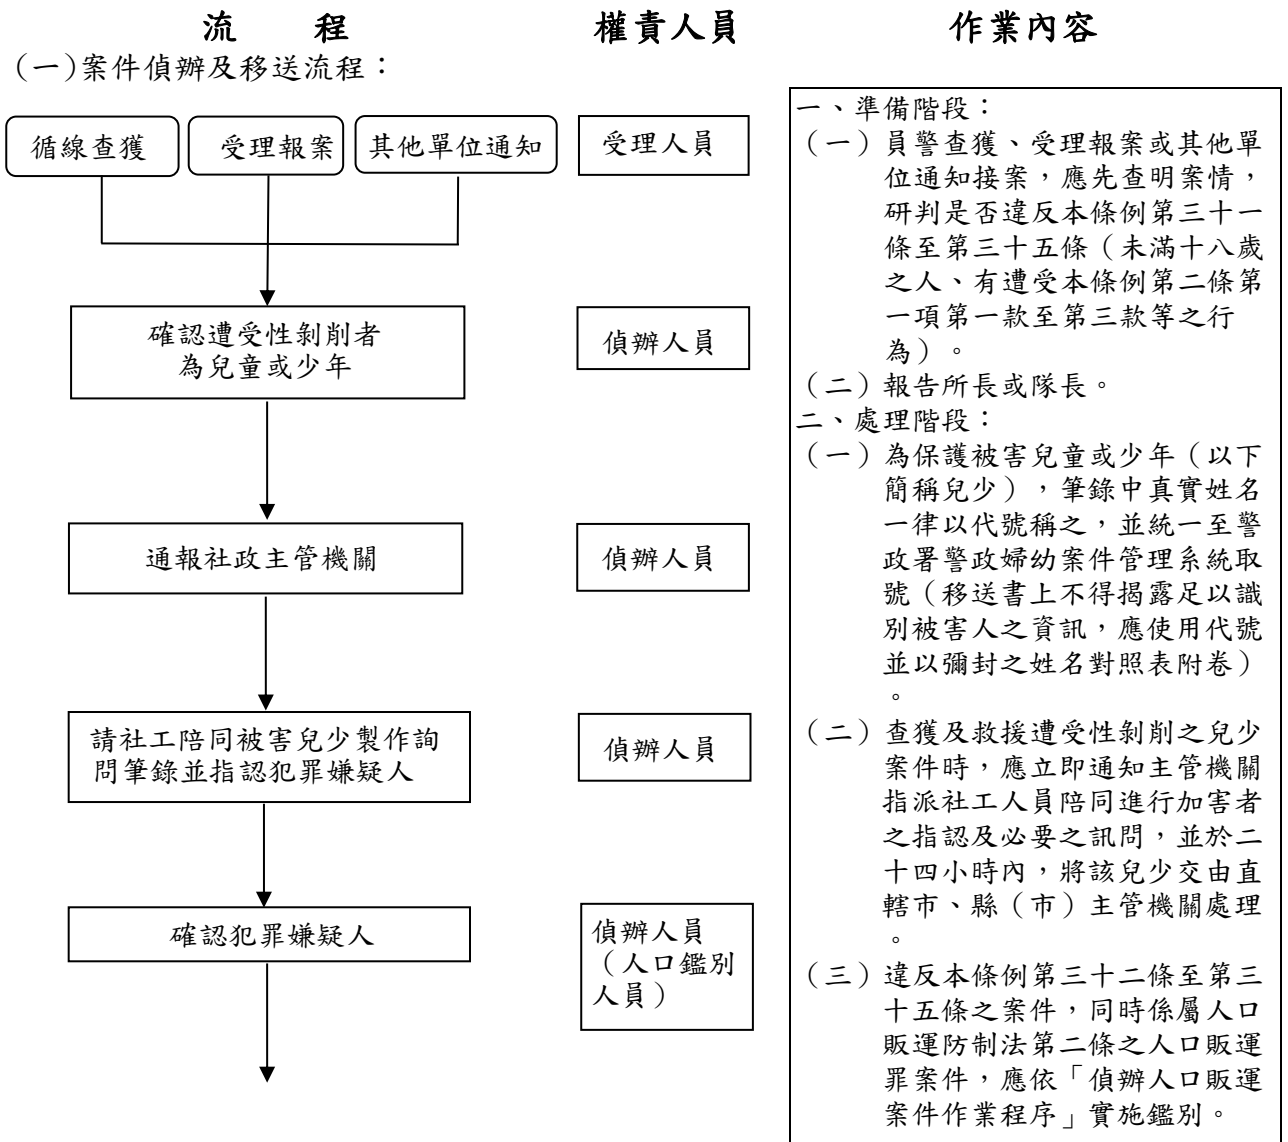 流　程　權責人員　作業內容
(一)案件偵辦及移送流程：
循線查獲　受理報案　其他單位通知　受理人員
確認遭受性剝削者
為兒童或少年
偵辦人員
通報社政主管機關
偵辦人員
請社工陪同被害兒少製作詢
問筆錄並指認犯罪嫌疑人
偵辦人員
確認犯罪嫌疑人
偵辦人員
（人口鑑別
人員）
一、準備階段：
（一）員警查獲、受理報案或其他單
位通知接案，應先查明案情，
研判是否違反本條例第三十一
條至第三十五條（未滿十八歲
之人、有遭受本條例第二條第
一項第一款至第三款等之行
為）。
（二）報告所長或隊長。
二、處理階段：
（一）為保護被害兒童或少年（以下
簡稱兒少），筆錄中真實姓名
一律以代號稱之，並統一至警
政署警政婦幼案件管理系統取
號（移送書上不得揭露足以識
別被害人之資訊，應使用代號
並以彌封之姓名對照表附卷）
。
（二）查獲及救援遭受性剝削之兒少
案件時，應立即通知主管機關
指派社工人員陪同進行加害者
之指認及必要之訊問，並於二
十四小時內，將該兒少交由直
轄市、縣（市）主管機關處理
。
（三）違反本條例第三十二條至第三
十五條之案件，同時係屬人口
販運防制法第二條之人口販運
罪案件，應依「偵辦人口販運
案件作業程序」實施鑑別。